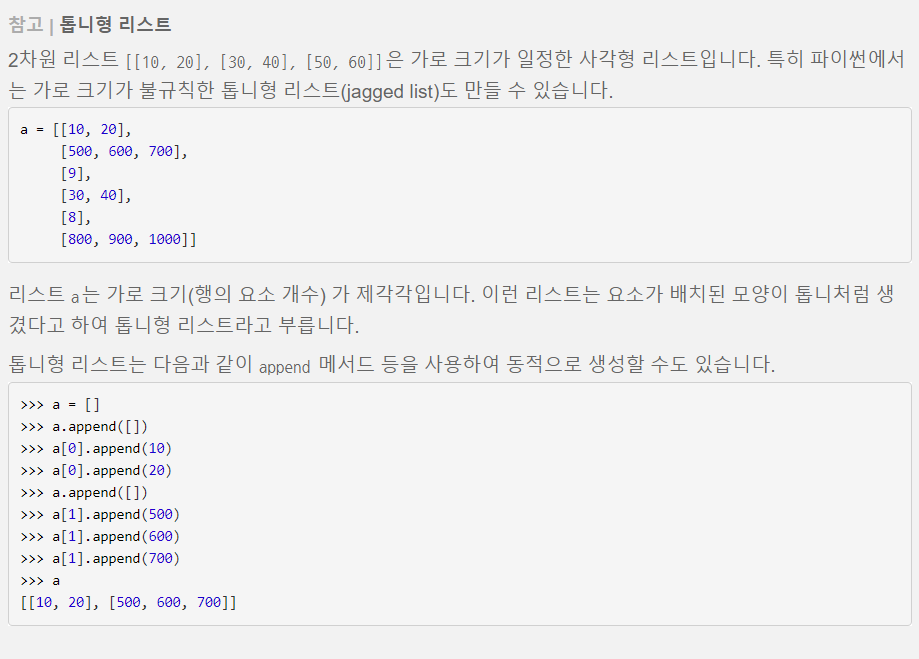 참고 | 톱니형 리스트
2차원 리스트 [[10, 20], [30, 40], [50, 60]]은 가로 크기가 일정한 사각형 리스트입니다. 특히 파이썬에서
는 가로 크기가 불규칙한 톱니형 리스트(jagged list)도 만들 수 있습니다.
a = [[10, 20],
     [500, 600, 700],
     [9],
     [30, 40],
     [8],
     [800, 900, 1000]]
리스트 a는 가로 크기(행의 요소 개수) 가 제각각입니다. 이런 리스트는 요소가 배치된 모양이 톱니처럼 생
겼다고 하여 톱니형 리스트라고 부릅니다.
톱니형 리스트는 다음과 같이 append 메서드 등을 사용하여 동적으로 생성할 수도 있습니다.
>>> a = []
>>> a.append([])
>>> a[0].append(10)
>>> a[0].append(20)
>>> a.append([])
>>> a[1].append(500)
>>> a[1].append(600)
>>> a[1].append(700)
>>> a
[[10, 20], [500, 600, 700]]